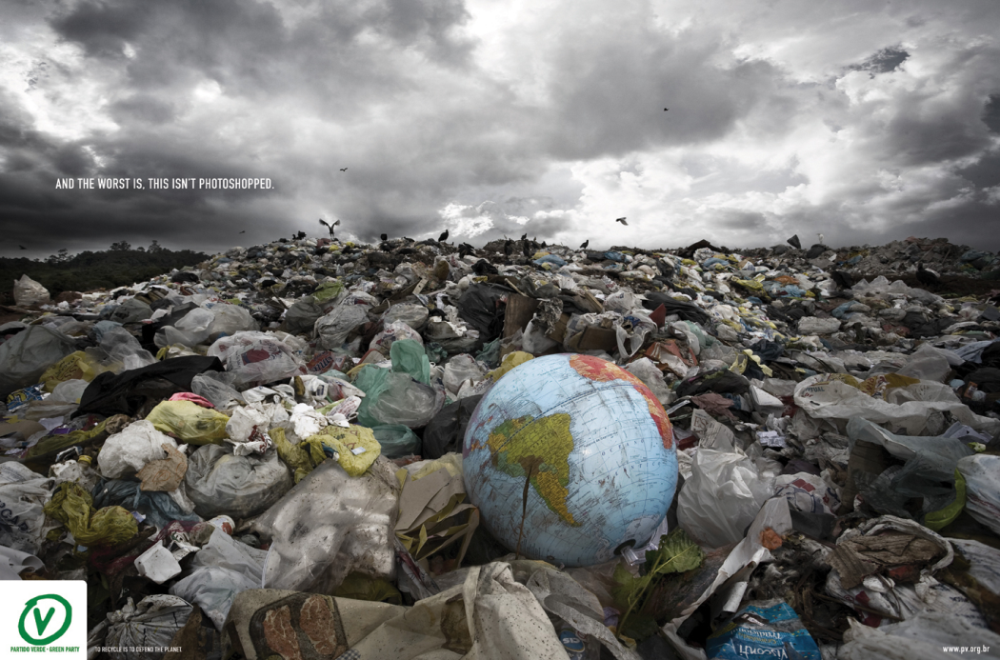 AND THE WORST IS, THIS ISN'T PHOTOSHOPPED.
V
PARTIDO VERDE - GREEN PARTY
TO RECYCLE IS TO DEFEND THE PLANET.
Visconti
www.pv.org.br